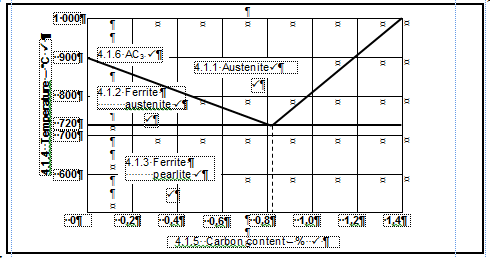 1·000¶
900¶
800¶
720¶
700¶
600¶
4.1.4 Temperature – °C ✓¶
4.1.6 AC₃ ✓¶
4.1.1 Austenite✓¶
✓¶
4.1.2 Ferrite¶
austenite ✓¶
✓¶
4.1.3 Ferrite¶
pearlite ✓¶
✓¶
0¶ 0,2¶ 0,4¶ 0,6¶ 0,8¶ 1,0¶ 1,2¶ 1,4¶
4.1.5 Carbon content – % ✓¶